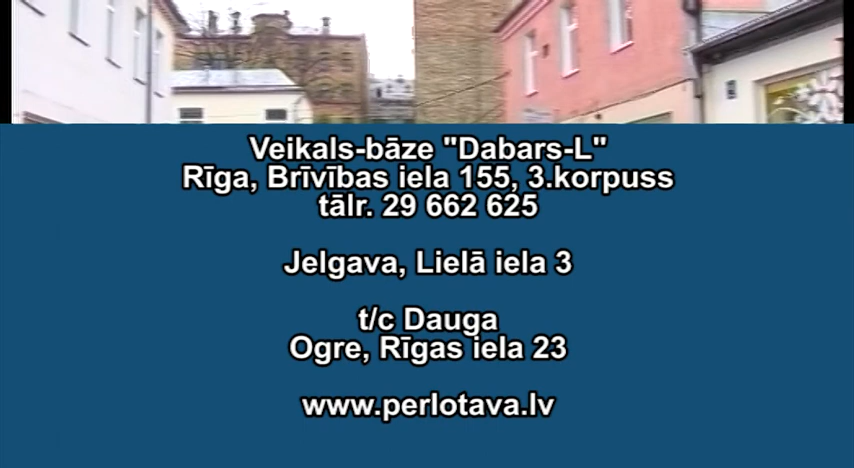 Veikals-bāze "Dabars-L"
Rīga, Brīvības iela 155, 3.korpuss
tālr. 29 662 625
Jelgava, Lielā iela 3
t/c Dauga
Ogre, Rīgas iela 23
www.perlotava.lv